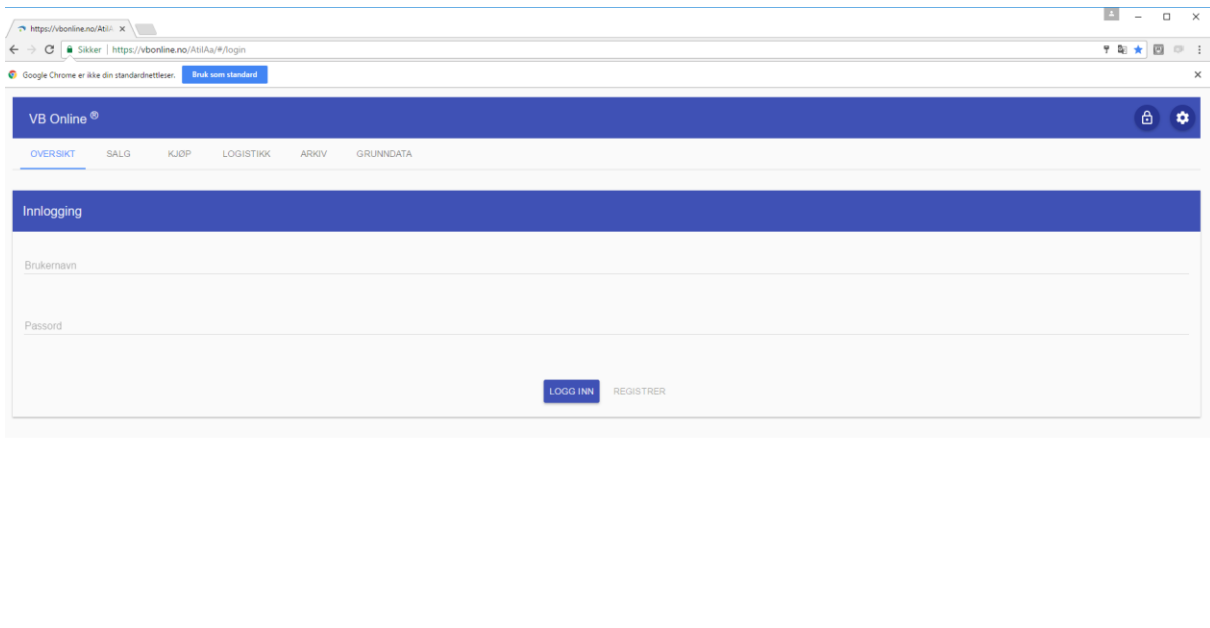 https://vbonline.no/AtilA
Sikker | https://vbonline.no/AtilAa/#/login
Google Chrome er ikke din standardnettleser. Bruk som standard
VB Online ®
OVERSIKT SALG KJØP LOGISTIKK ARKIV GRUNNDATA
Innlogging
Brukernavn
Passord
LOGG INN REGISTRER